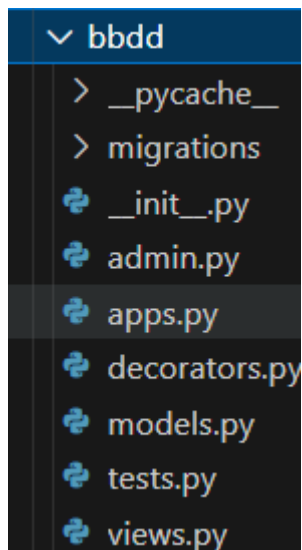 bbdd
__pycache__
migrations
__init__.py
admin.py
apps.py
decorators.py
models.py
tests.py
views.py